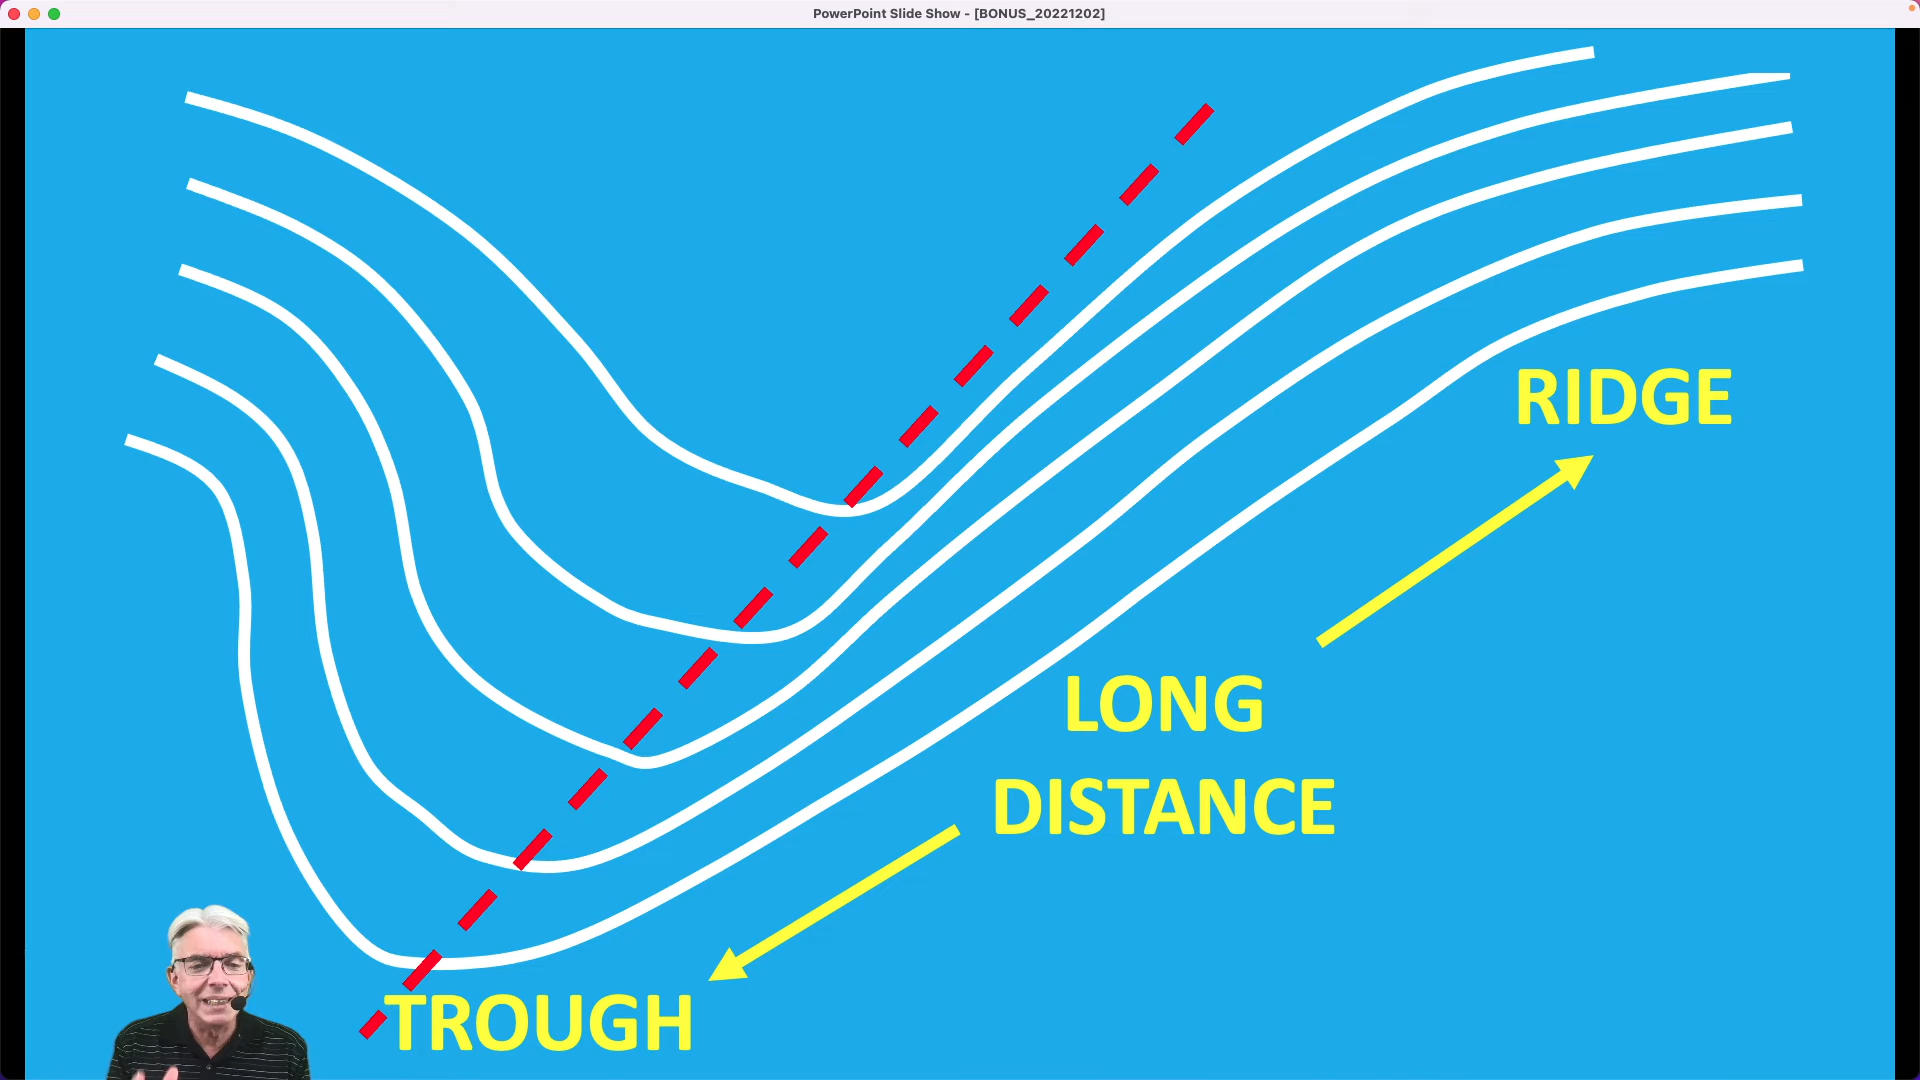 PowerPoint Slide Show - [BONUS_20221202]
RIDGE
LONG
DISTANCE
TROUGH